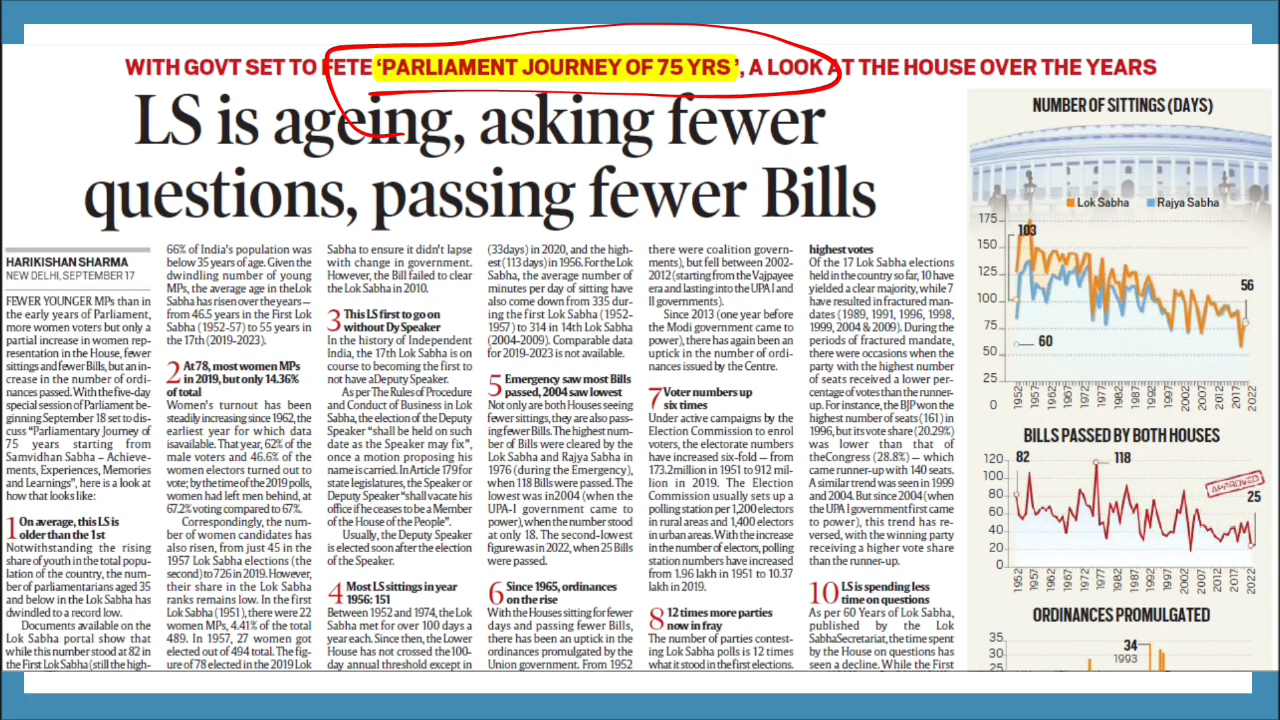 WITH GOVT SET TO FETE ‘PARLIAMENT JOURNEY OF 75 YRS’, A LOOK AT THE HOUSE OVER THE YEARS
LS is ageing, asking fewer
questions, passing fewer Bills
HARIKISHAN SHARMA
NEW DELHI, SEPTEMBER 17
FEWER YOUNGER MPs than in
the early years of Parliament,
more women voters but only a
partial increase in women rep-
resentation in the House, fewer
sittings and fewer Bills, but an in-
crease in the number of ordi-
nances passed. With the five-day
special session of Parliament be-
ginning September 18 set to dis-
cuss “Parliamentary Journey of
75 years starting from
Samvidhan Sabha – Achieve-
ments, Experiences, Memories
and Learnings”, here is a look at
how that looks like:
1 On average, this LS is
older than the 1st
Notwithstanding the rising
share of youth in the total popu-
lation of the country, the num-
ber of parliamentarians aged 35
and below in the Lok Sabha has
dwindled to a record low.
Documents available on the
Lok Sabha portal show that
while this number stood at 82 in
the First Lok Sabha (still the high-
66% of India’s population was
below 35 years of age. Given the
dwindling number of young
MPs, the average age in the Lok
Sabha has risen over the years—
from 46.5 years in the First Lok
Sabha (1952-57) to 55 years in
the 17th (2019-2023).
2 At 78, most women MPs
in 2019, but only 14.36%
of total
Women’s turnout has been
steadily increasing since 1962, the
earliest year for which data
isavailable. That year, 62% of the
male voters and 46.6% of the
women electors turned out to
vote; by the time of the 2019 polls,
women had left men behind, at
67.2% voting compared to 67%.
Correspondingly, the num-
ber of women candidates has
also risen, from just 45 in the
1957 Lok Sabha elections (the
second) to 726 in 2019. However,
their share in the Lok Sabha
ranks remains low. In the first
Lok Sabha (1951), there were 22
women MPs, 4.41% of the total
489. In 1957, 27 women got
elected out of 494 total. The fig-
ure of 78 elected in the 2019 Lok
Sabha to ensure it didn’t lapse
with change in government.
However, the Bill failed to clear
the Lok Sabha in 2010.
3 This LS first to go on
without Dy Speaker
In the history of Independent
India, the 17th Lok Sabha is on
course to becoming the first to
not have aDeputy Speaker.
As per The Rules of Procedure
and Conduct of Business in Lok
Sabha, the election of the Deputy
Speaker “shall be held on such
date as the Speaker may fix”,
once a motion proposing his
name is carried. In Article 179 for
state legislatures, the Speaker or
Deputy Speaker “shall vacate his
office if he ceases to be a Member
of the House of the People”.
Usually, the Deputy Speaker
is elected soon after the election
of the Speaker.
4 Most LS sittings in year
1956: 151
Between 1952 and 1974, the Lok
Sabha met for over 100 days a
year each. Since then, the Lower
House has not crossed the 100-
day annual threshold except in
(33days) in 2020, and the high-
est (113 days) in 1956. For the Lok
Sabha, the average number of
minutes per day of sitting have
also come down from 335 dur-
ing the first Lok Sabha (1952-
1957) to 314 in 14th Lok Sabha
(2004-2009). Comparable data
for 2019-2023 is not available.
5 Emergency saw most Bills
passed, 2004 saw lowest
Not only are both Houses seeing
fewer sittings, they are also pass-
ing fewer Bills. The highest num-
ber of Bills were cleared by the
Lok Sabha and Rajya Sabha in
1976 (during the Emergency),
when 118 Bills were passed. The
lowest was in 2004 (when the
UPA-I government came to
power), when the number stood
at only 18. The second-lowest
figure was in 2022, when 25 Bills
were passed.
6 Since 1965, ordinances
on the rise
With the Houses sitting for fewer
days and passing fewer Bills,
there has been an uptick in the
ordinances promulgated by the
Union government. From 1952
there were coalition govern-
ments), but fell between 2002-
2012 (starting from the Vajpayee
era and lasting into the UPA I and
II governments).
Since 2013 (one year before
the Modi government came to
power), there has again been an
uptick in the number of ordi-
nances issued by the Centre.
7 Voter numbers up
six times
Under active campaigns by the
Election Commission to enrol
voters, the electorate numbers
have increased six-fold — from
173.2million in 1951 to 912 mil-
lion in 2019. The Election
Commission usually sets up a
polling station per 1,200 electors
in rural areas and 1,400 electors
in urban areas. With the increase
in the number of electors, polling
station numbers have increased
from 1.96 lakh in 1951 to 10.37
lakh in 2019.
8 12 times more parties
now in fray
The number of parties contest-
ing Lok Sabha polls is 12 times
what it stood in the first elections.
highest votes
Of the 17 Lok Sabha elections
held in the country so far, 10 have
yielded a clear majority, while 7
have resulted in fractured man-
dates (1989, 1991, 1996, 1998,
1999, 2004 & 2009). During the
periods of fractured mandate,
there were occasions when the
party with the highest number
of seats received a lower per-
centage of votes than the runner-
up. For instance, the BJP won the
highest number of seats (161) in
1996, but its vote share (20.29%)
was lower than that of
theCongress (28.8%) — which
came runner-up with 140 seats.
A similar trend was seen in 1999
and 2004. But since 2004 (when
the UPA I government first came
to power), this trend has re-
versed, with the winning party
receiving a higher vote share
than the runner-up.
10 LS is spending less
time on questions
As per 60 Years of Lok Sabha,
published by the Lok
SabhaSecretariat, the time spent
by the House on questions has
seen a decline. While the First
NUMBER OF SITTINGS (DAYS)
Lok Sabha Rajya Sabha
175
150
125
100
75
50
25
0
103
60
56
1952 1957 1962 1967 1972 1977 1982 1987 1992 1997 2002 2007 2012 2017 2022
BILLS PASSED BY BOTH HOUSES
120
100
80
60
40
20
0
82
118
APPROVED
25
1952 1957 1962 1967 1972 1977 1982 1987 1992 1997 2002 2007 2012 2017 2022
ORDINANCES PROMULGATED
35
30
25
34
1993